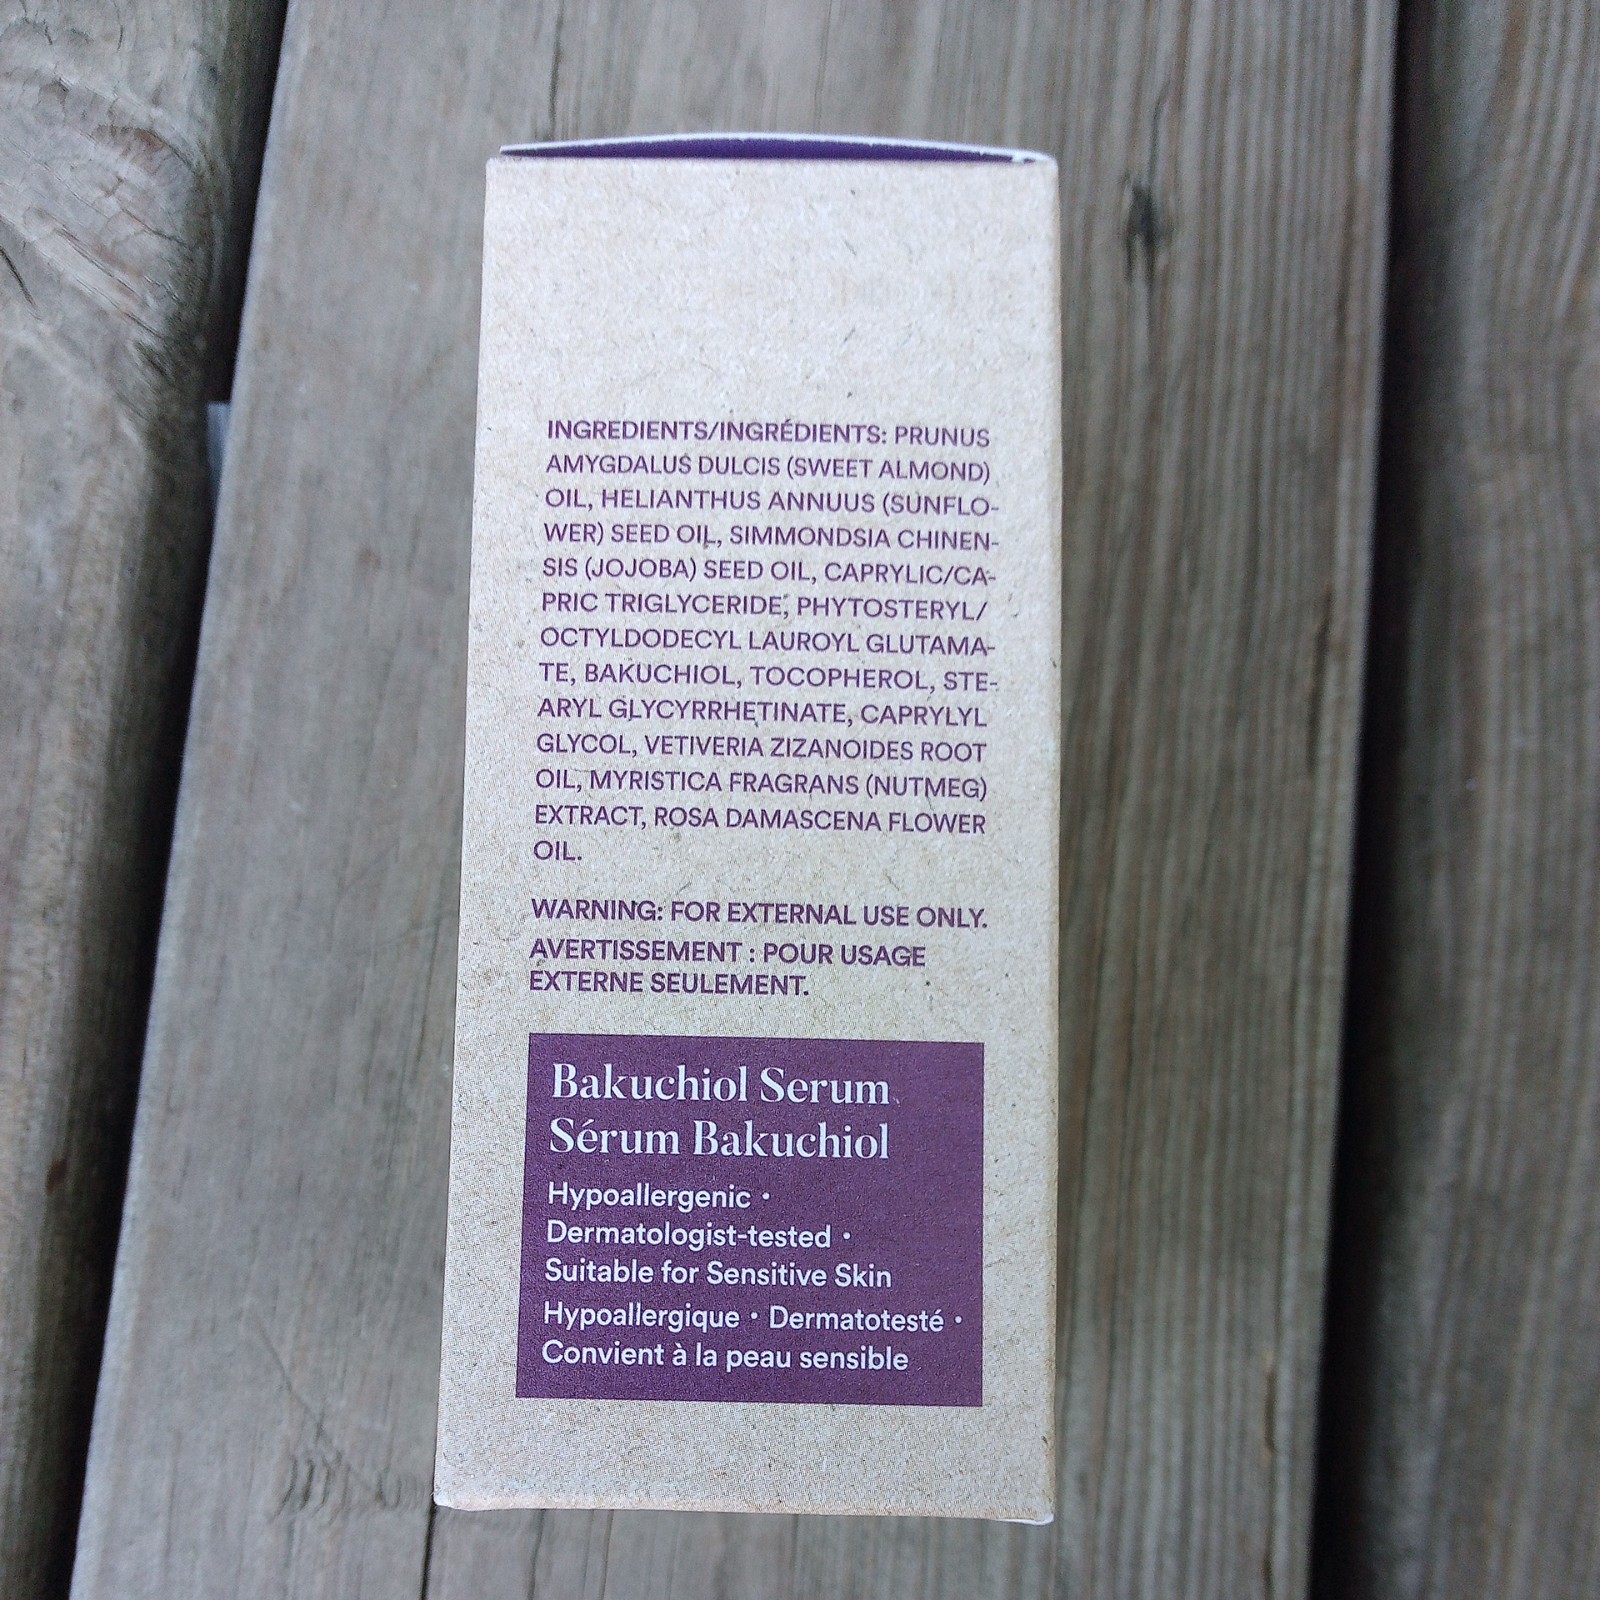 INGREDIENTS/INGRÉDIENTS: PRUNUS
AMYGDALUS DULCIS (SWEET ALMOND)
OIL, HELIANTHUS ANNUUS (SUNFLO-
WER) SEED OIL, SIMMONDSIA CHINEN-
SIS (JOJOBA) SEED OIL, CAPRYLIC/CA-
PRIC TRIGLYCERIDE, PHYTOSTERYL/
OCTYLDODECYL LAUROYL GLUTAMA-
TE, BAKUCHIOL, TOCOPHEROL, STE-
ARYL GLYCYRRHETINATE, CAPRYLYL
GLYCOL, VETIVERIA ZIZANOIDES ROOT
OIL, MYRISTICA FRAGRANS (NUTMEG)
EXTRACT, ROSA DAMASCENA FLOWER
OIL.
WARNING: FOR EXTERNAL USE ONLY.
AVERTISSEMENT : POUR USAGE
EXTERNE SEULEMENT.
Bakuchiol Serum
Sérum Bakuchiol
Hypoallergenic •
Dermatologist-tested •
Suitable for Sensitive Skin
Hypoallergique • Dermatotesté •
Convient à la peau sensible